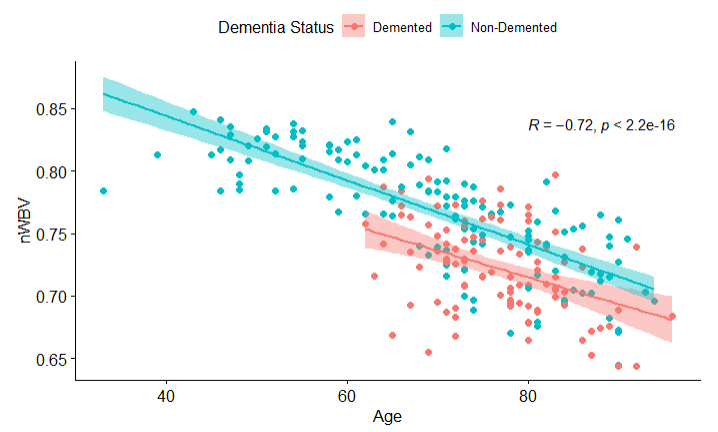 Dementia Status Demented Non-Demented
R = −0.72, p < 2.2e-16
nWBV
0.85
0.80
0.75
0.70
0.65
40 60 80
Age